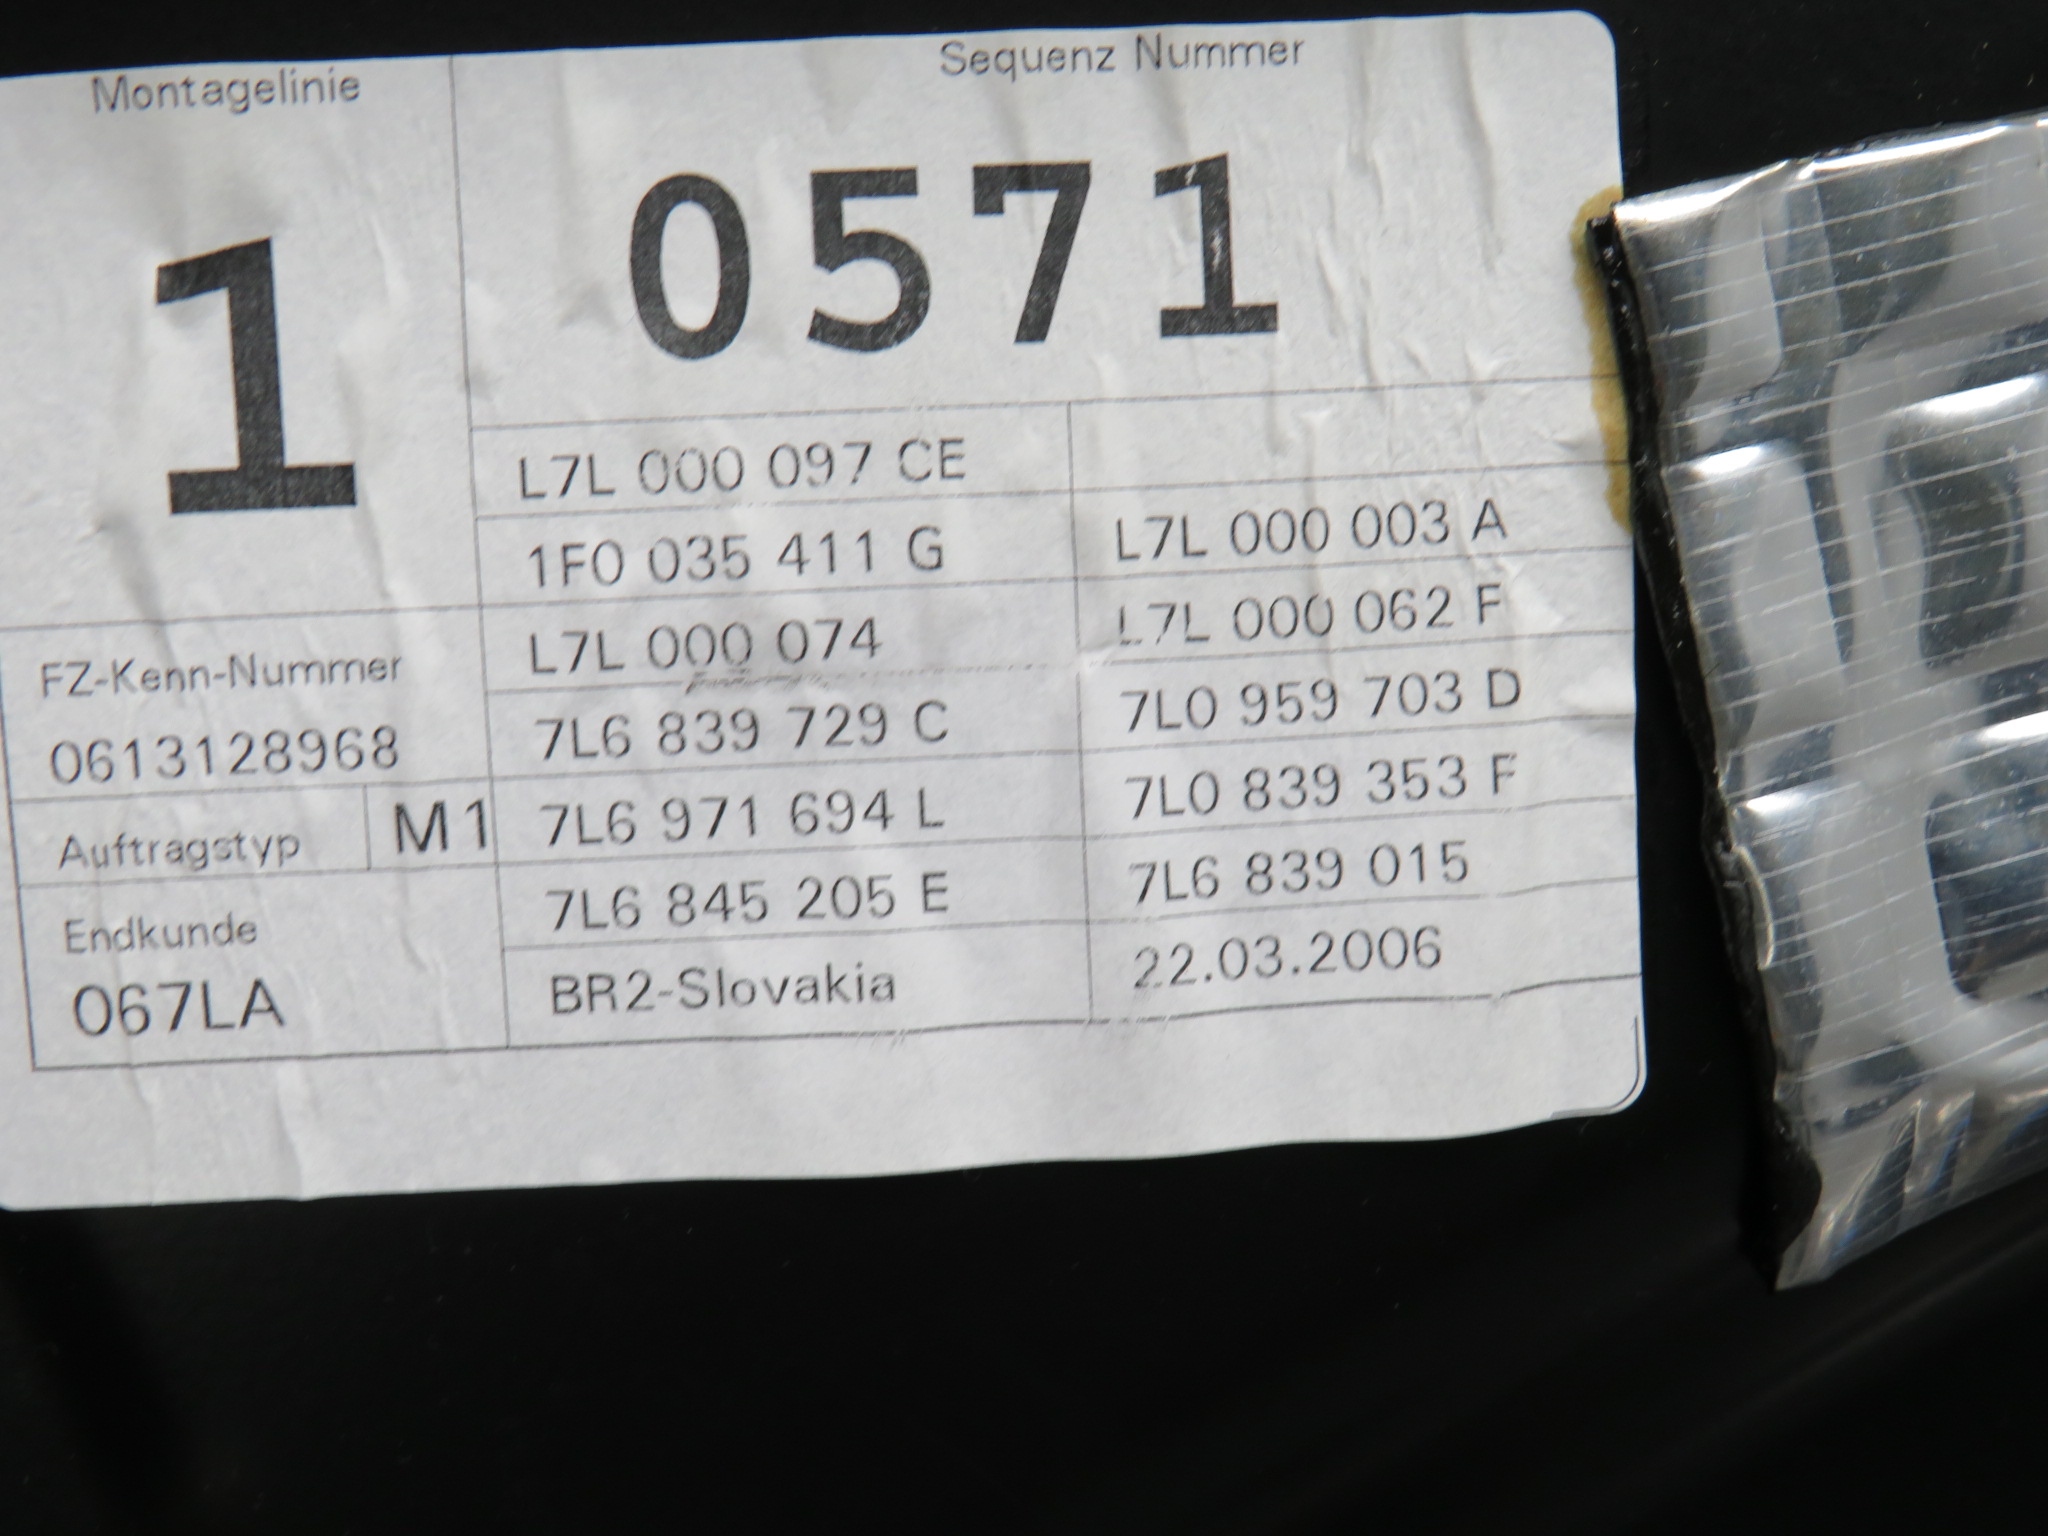 Montagelinie
1
Sequenz Nummer
0571
L7L 000 097 CE
1F0 035 411 G
L7L 000 003 A
L7L 000 074
L7L 000 062 F
FZ-Kenn-Nummer
0613128968
7L6 839 729 C
7L0 959 703 D
Auftragstyp M1
7L6 971 694 L
7L0 839 353 F
Endkunde
067LA
7L6 845 205 E
7L6 839 015
BR2-Slovakia
22.03.2006